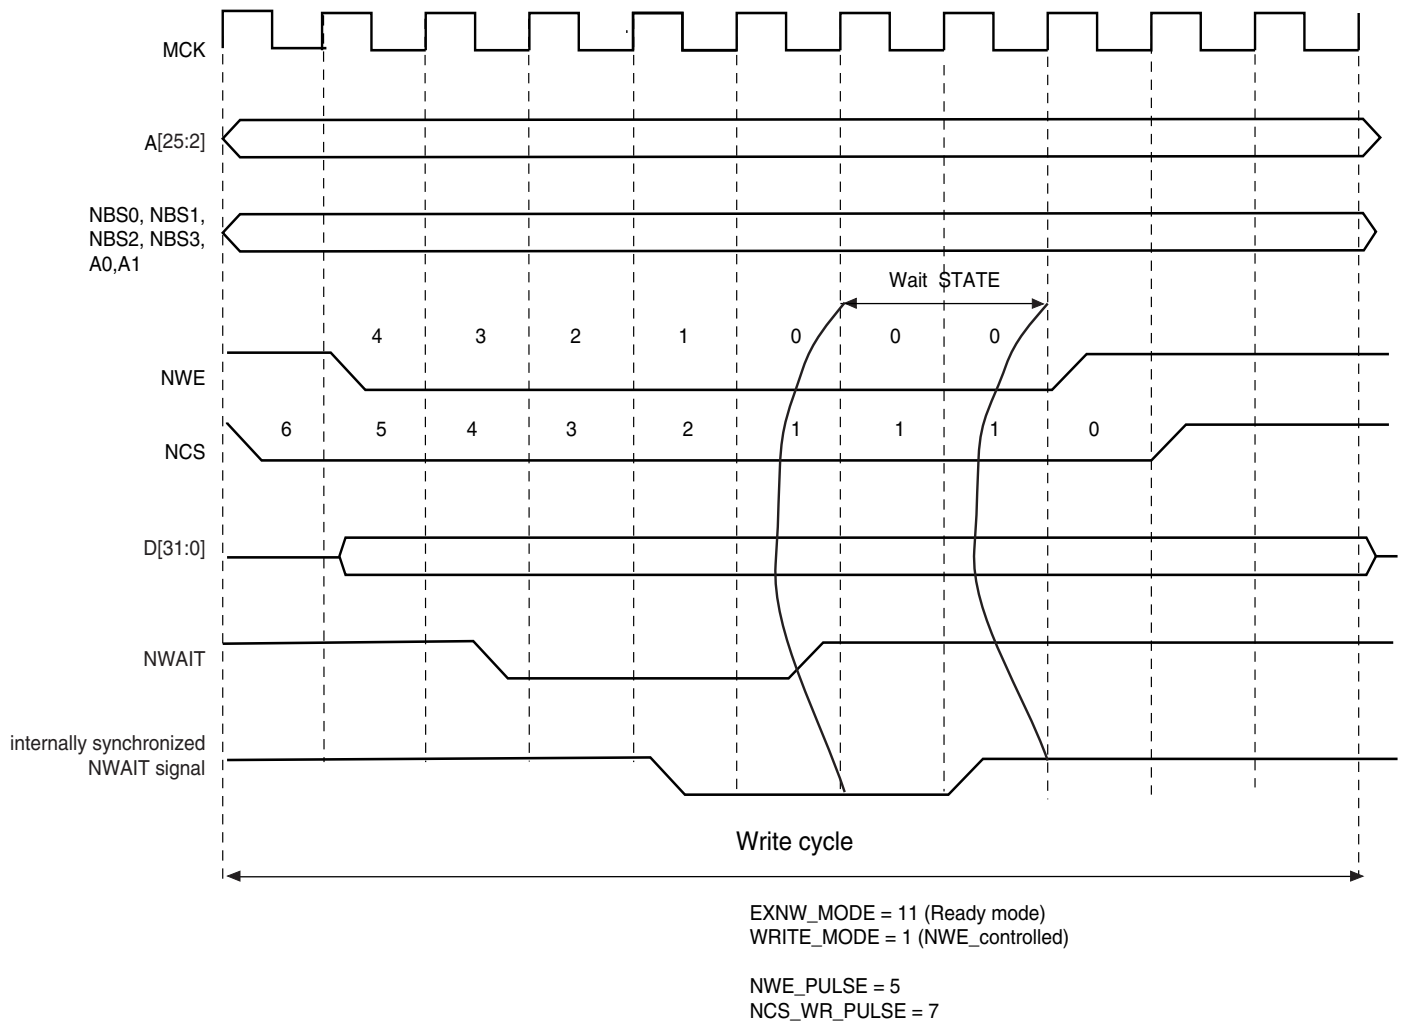 MCK
A[25:2]
NBS0, NBS1,
NBS2, NBS3,
A0,A1
Wait STATE
4 3 2 1 0 0 0
NWE
6 5 4 3 2 1 1 1 0
NCS
D[31:0]
NWAIT
internally synchronized
NWAIT signal
Write cycle
EXNW_MODE = 11 (Ready mode)
WRITE_MODE = 1 (NWE_controlled)
NWE_PULSE = 5
NCS_WR_PULSE = 7